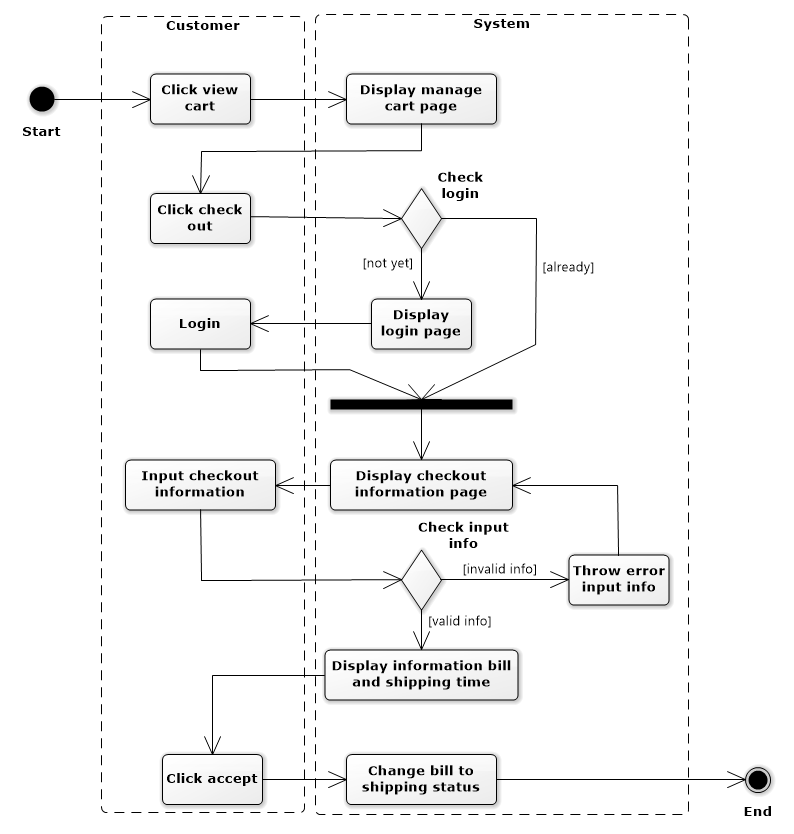 Customer
System
Start
Click view
cart
Display manage
cart page
Check
login
Click check
out
[not yet]
[already]
Login
Display
login page
Input checkout
information
Display checkout
information page
Check input
info
[invalid info]
Throw error
input info
[valid info]
Display information bill
and shipping time
Click accept
Change bill to
shipping status
End